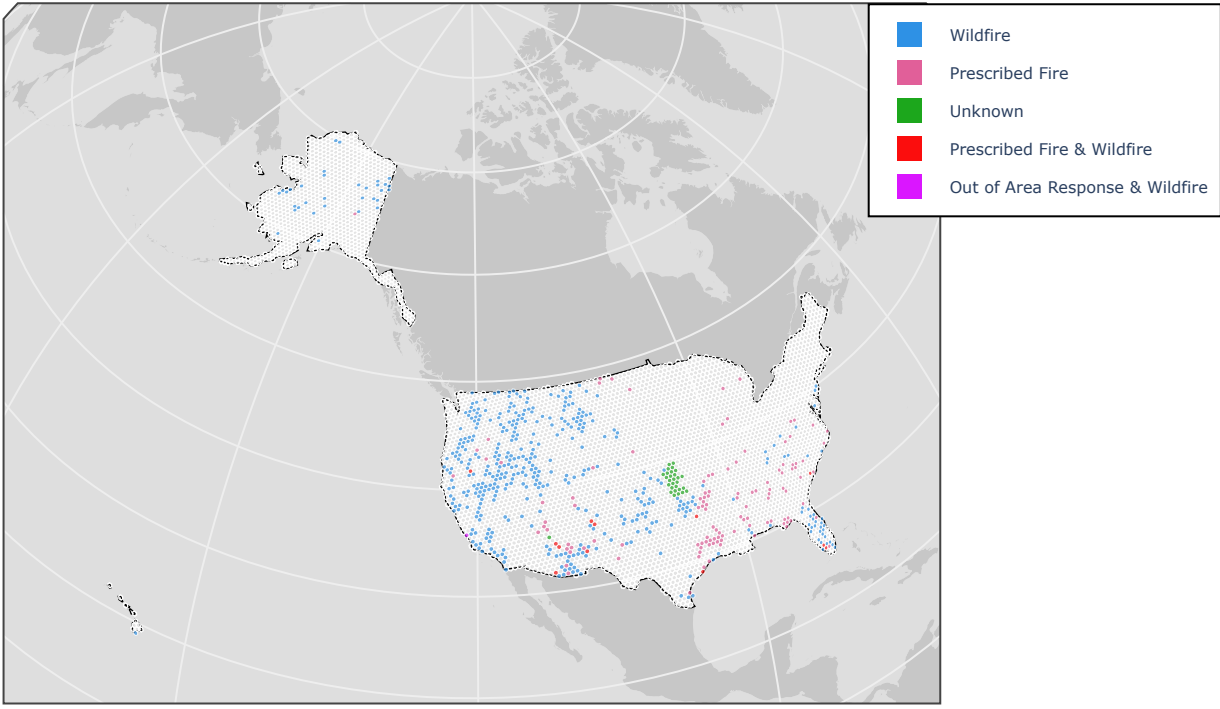 Wildfire
Prescribed Fire
Unknown
Prescribed Fire & Wildfire
Out of Area Response & Wildfire